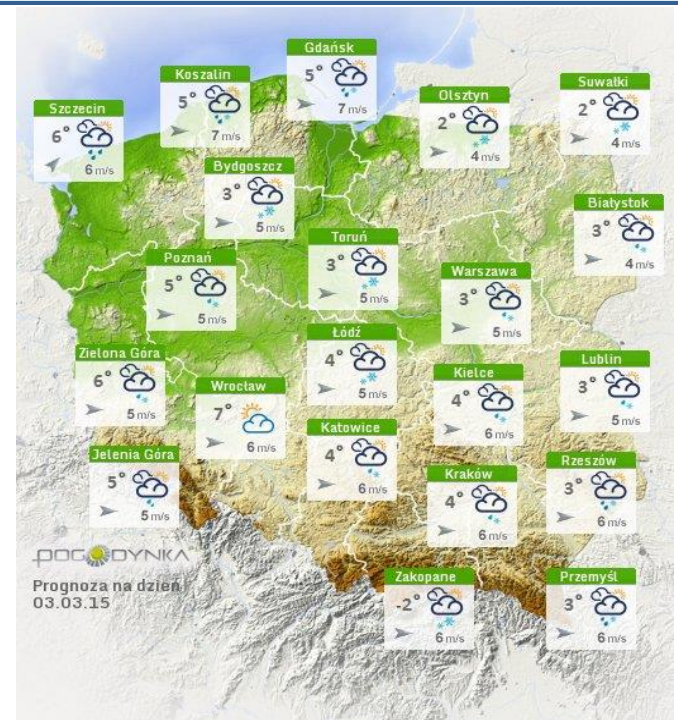 Gdańsk
5°
7 m/s
Koszalin
5°
7 m/s
Szczecin
6°
6 m/s
Olsztyn
2°
4 m/s
Suwałki
2°
4 m/s
Bydgoszcz
3°
5 m/s
Białystok
3°
4 m/s
Toruń
3°
5 m/s
Poznań
5°
5 m/s
Warszawa
3°
5 m/s
Łódź
4°
5 m/s
Zielona Góra
6°
5 m/s
Wrocław
7°
6 m/s
Kielce
4°
6 m/s
Lublin
3°
5 m/s
Katowice
4°
6 m/s
Jelenia Góra
5°
5 m/s
Kraków
4°
6 m/s
Rzeszów
3°
6 m/s
POGODYNKA
Prognoza na dzień
03.03.15
Zakopane
-2°
6 m/s
Przemyśl
3°
6 m/s